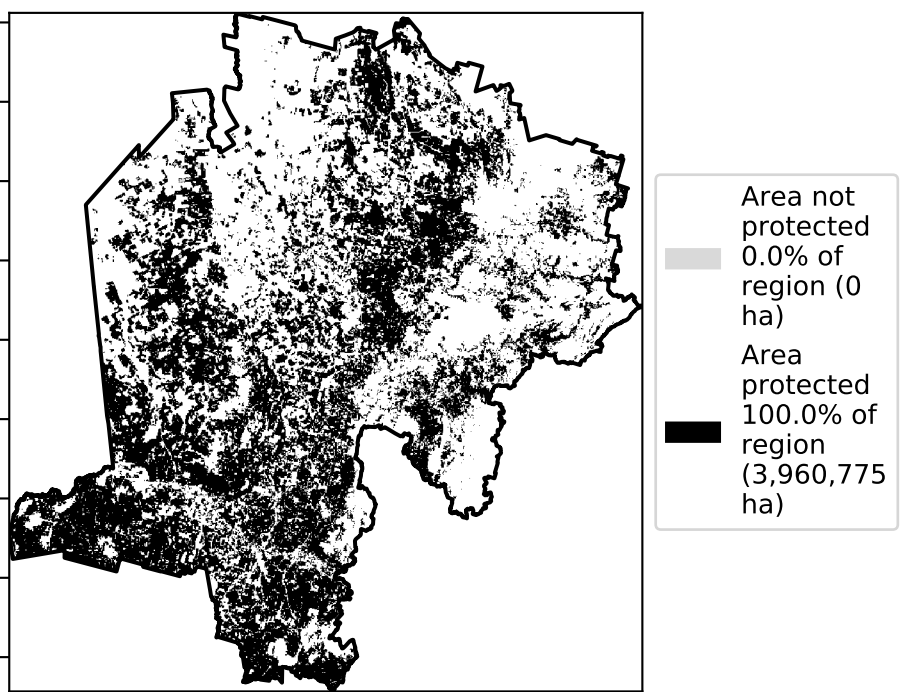 Area not
protected
0.0% of
region (0
ha)
Area
protected
100.0% of
region
(3,960,775
ha)